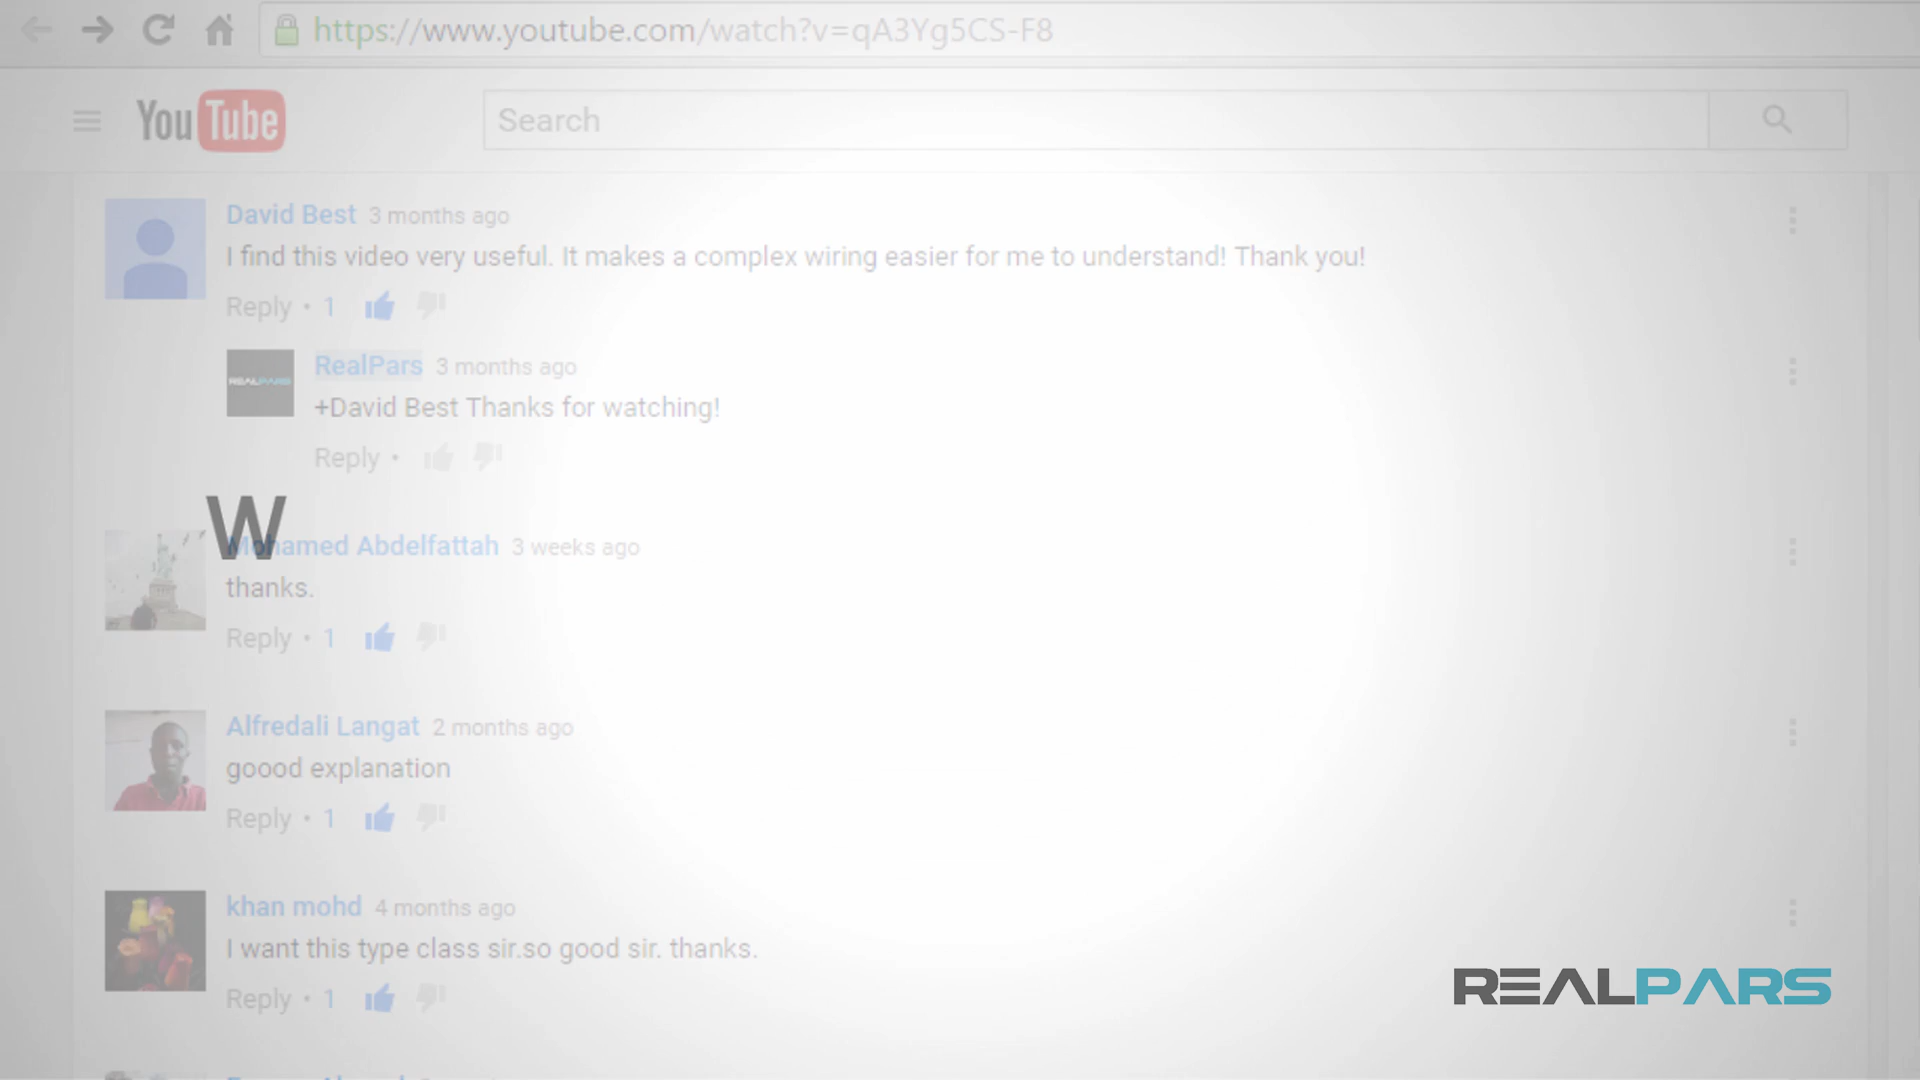 https://www.youtube.com/watch?v=qA3Yg5CS-F8
YouTube
Search
David Best 3 months ago
I find this video very useful. It makes a complex wiring easier for me to understand! Thank you!
Reply • 1
REALPARS
RealPars 3 months ago
+David Best Thanks for watching!
Reply •
W
Mohamed Abdelfattah 3 weeks ago
thanks.
Reply • 1
Alfredali Langat 2 months ago
goood explanation
Reply • 1
khan mohd 4 months ago
I want this type class sir.so good sir. thanks.
Reply • 1
REALPARS